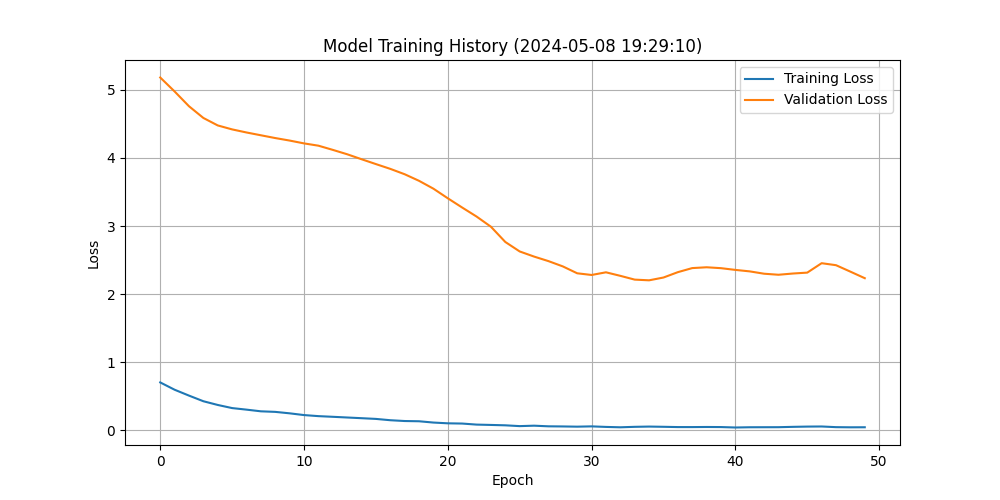 Model Training History (2024-05-08 19:29:10)
Training Loss
Validation Loss
5
4
3
2
1
0
Loss
0 10 20 30 40 50
Epoch